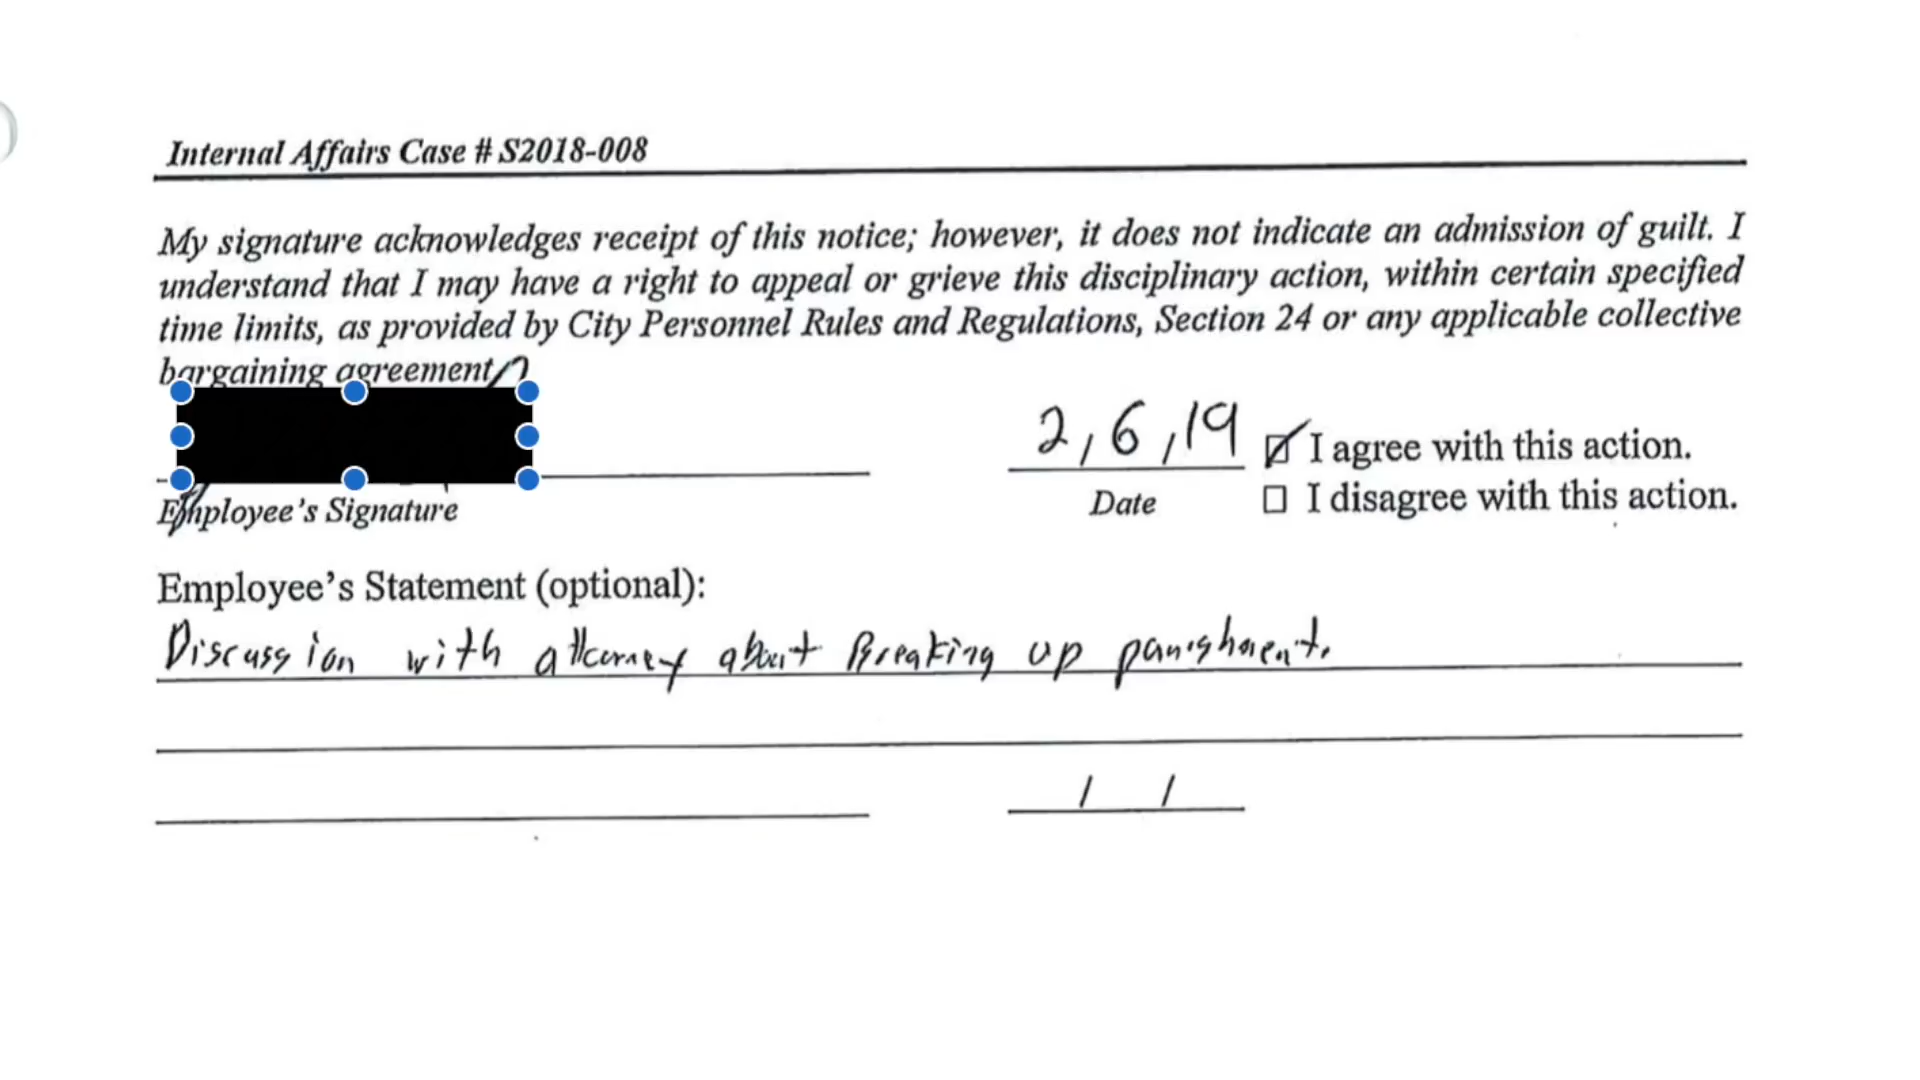 Internal Affairs Case # S2018-008
My signature acknowledges receipt of this notice; however, it does not indicate an admission of guilt. I
understand that I may have a right to appeal or grieve this disciplinary action, within certain specified
time limits, as provided by City Personnel Rules and Regulations, Section 24 or any applicable collective
bargaining agreement
2/6/19 I agree with this action.
Employee's Signature Date I disagree with this action.
Employee's Statement (optional):
Discussion with attorney about Breaking up punishment.
/ /